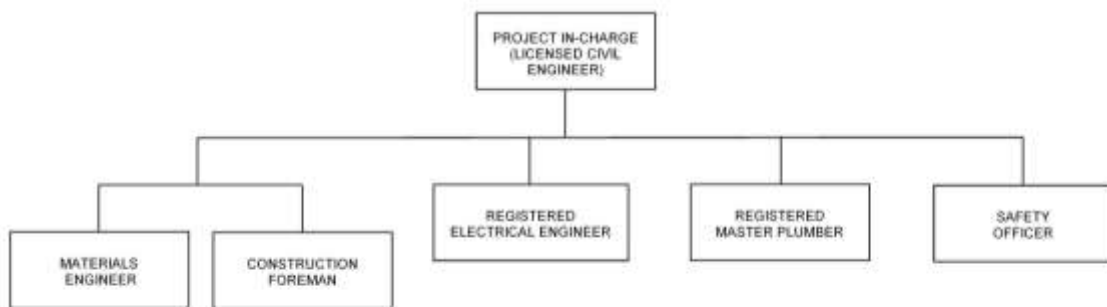 PROJECT IN-CHARGE
(LICENSED CIVIL
ENGINEER)
REGISTERED
ELECTRICAL ENGINEER
REGISTERED
MASTER PLUMBER
SAFETY
OFFICER
MATERIALS
ENGINEER
CONSTRUCTION
FOREMAN